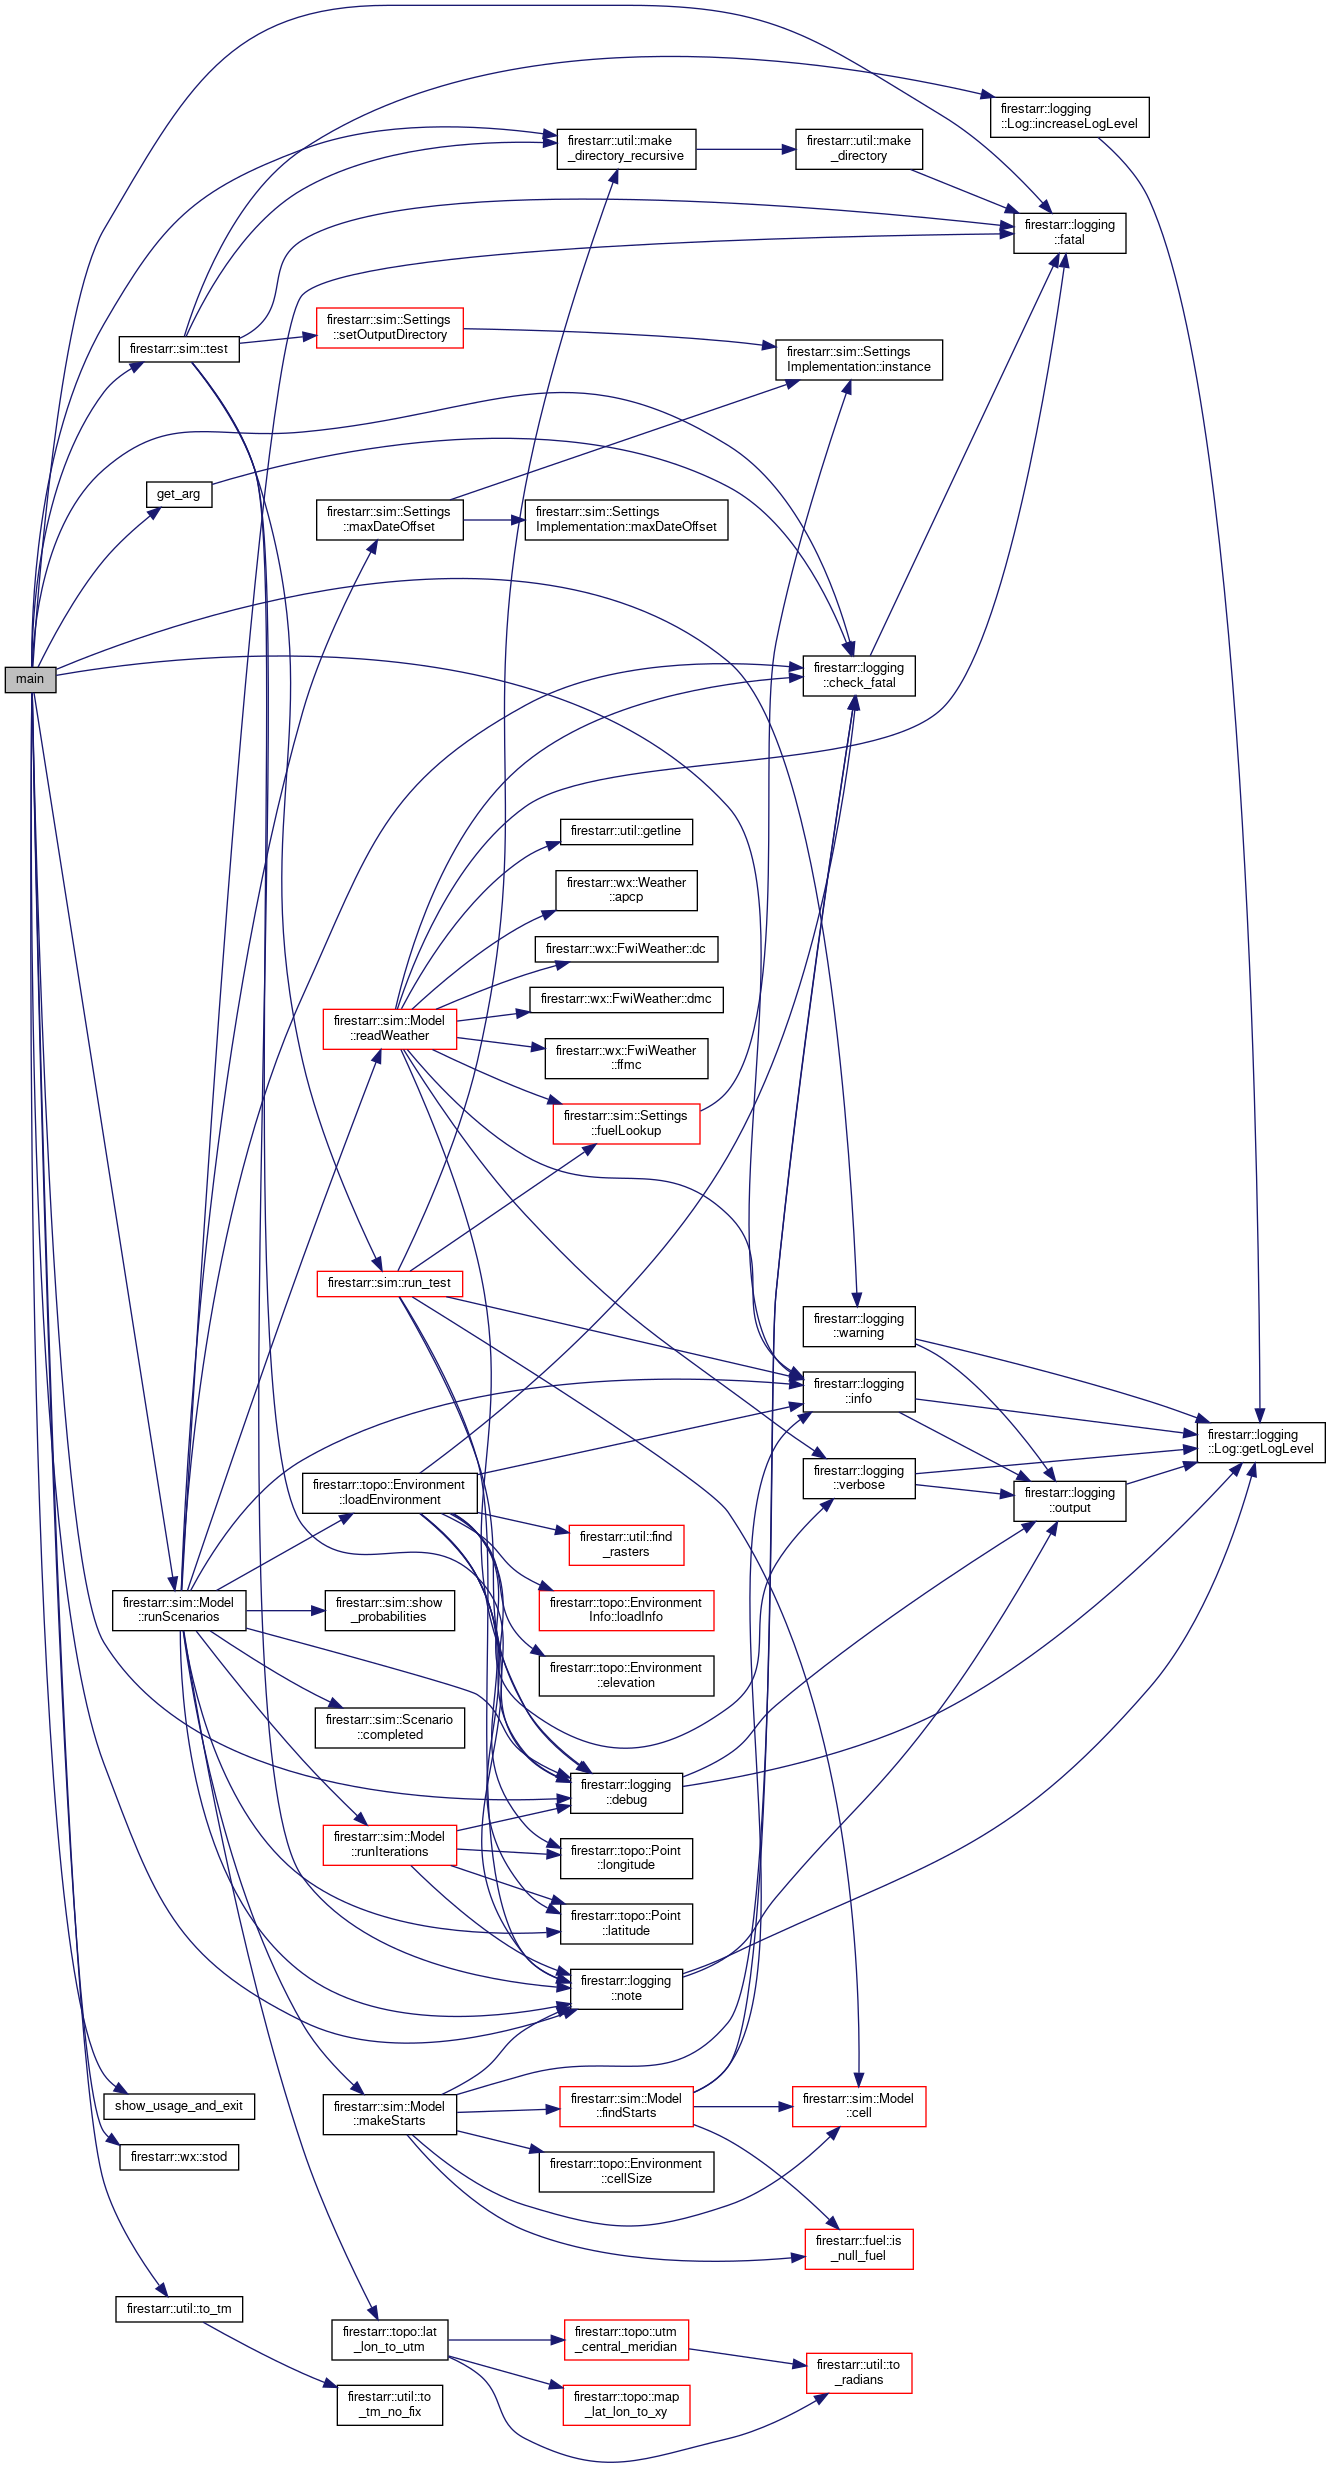 firestarr::logging
::Log::increaseLogLevel
firestarr::util::make
_directory_recursive
firestarr::util::make
_directory
firestarr::logging
::fatal
firestarr::sim::test
firestarr::sim::Settings
::setOutputDirectory
firestarr::sim::Settings
Implementation::instance
get_arg
firestarr::sim::Settings
::maxDateOffset
firestarr::sim::Settings
Implementation::maxDateOffset
main
firestarr::logging
::check_fatal
firestarr::util::getline
firestarr::wx::Weather
::apcp
firestarr::wx::FwiWeather::dc
firestarr::wx::FwiWeather::dmc
firestarr::sim::Model
::readWeather
firestarr::wx::FwiWeather
::ffmc
firestarr::sim::Settings
::fuelLookup
firestarr::sim::run_test
firestarr::logging
::warning
firestarr::logging
::info
firestarr::logging
::Log::getLogLevel
firestarr::logging
::verbose
firestarr::topo::Environment
::loadEnvironment
firestarr::logging
::output
firestarr::util::find
_rasters
firestarr::sim::Model
::runScenarios
firestarr::sim::show
_probabilities
firestarr::topo::Environment
Info::loadInfo
firestarr::topo::Environment
::elevation
firestarr::sim::Scenario
::completed
firestarr::logging
::debug
firestarr::sim::Model
::runIterations
firestarr::topo::Point
::longitude
firestarr::topo::Point
::latitude
firestarr::logging
::note
show_usage_and_exit
firestarr::sim::Model
::makeStarts
firestarr::sim::Model
::findStarts
firestarr::sim::Model
::cell
firestarr::wx::stod
firestarr::topo::Environment
::cellSize
firestarr::fuel::is
_null_fuel
firestarr::util::to_tm
firestarr::topo::lat
_lon_to_utm
firestarr::topo::utm
_central_meridian
firestarr::util::to
_radians
firestarr::util::to
_tm_no_fix
firestarr::topo::map
_lat_lon_to_xy